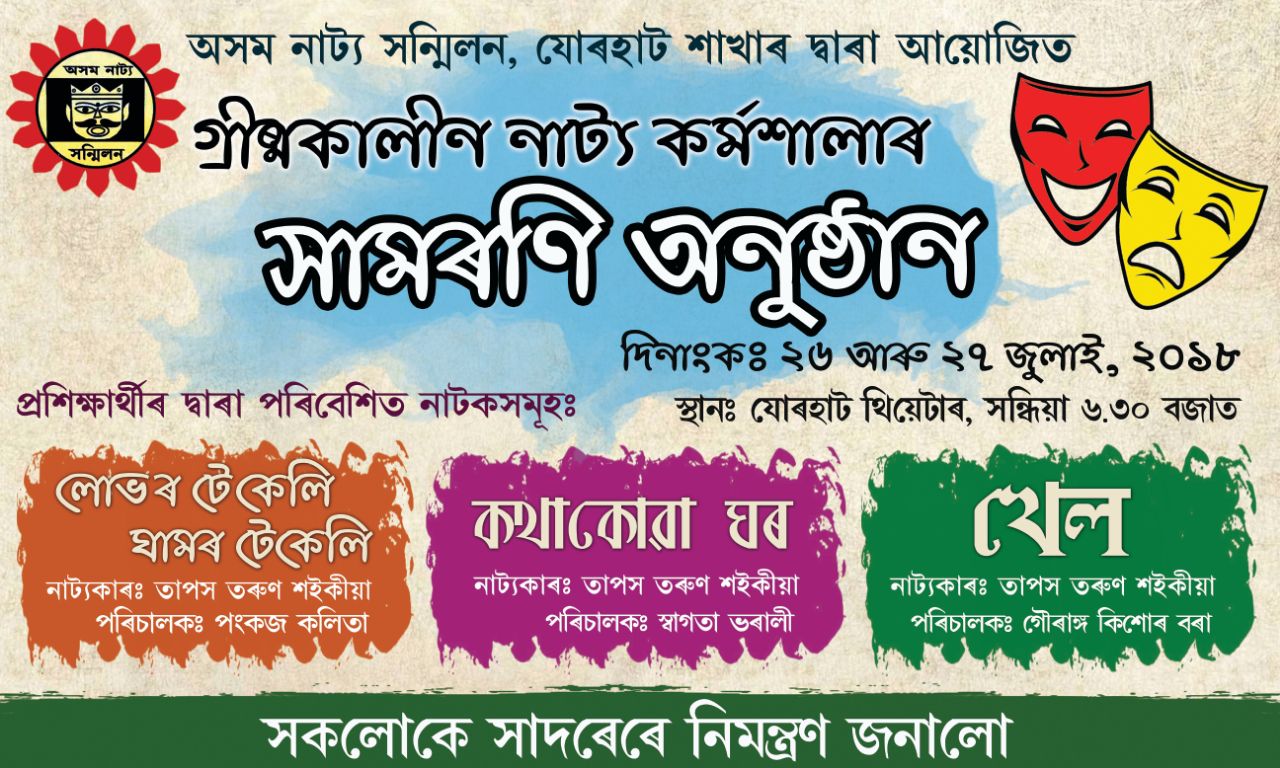 অসম নাট্য সন্মিলন, যোৰহাট শাখাৰ দ্বাৰা আয়োজিত
অসম নাট্য
সন্মিলন
গ্ৰীষ্মকালীন নাট্য কৰ্মশালাৰ
সামৰণি অনুষ্ঠান
দিনাংকঃ ২৬ আৰু ২৭ জুলাই, ২০১৮
প্ৰশিক্ষাৰ্থীৰ দ্বাৰা পৰিবেশিত নাটকসমূহঃ
স্থানঃ যোৰহাট থিয়েটাৰ, সন্ধিয়া ৬.৩০ বজাত
লোভৰ টেকেলি
ঘামৰ টেকেলি
নাট্যকাৰঃ তাপস তৰুণ শইকীয়া
পৰিচালকঃ পংকজ কলিতা
কথাকোৱা ঘৰ
নাট্যকাৰঃ তাপস তৰুণ শইকীয়া
পৰিচালকঃ স্বাগতা ভৰালী
খেল
নাট্যকাৰঃ তাপস তৰুণ শইকীয়া
পৰিচালকঃ গৌৰাঙ্গ কিশোৰ বৰা
সকলোকে সাদৰেৰে নিমন্ত্ৰণ জনালো